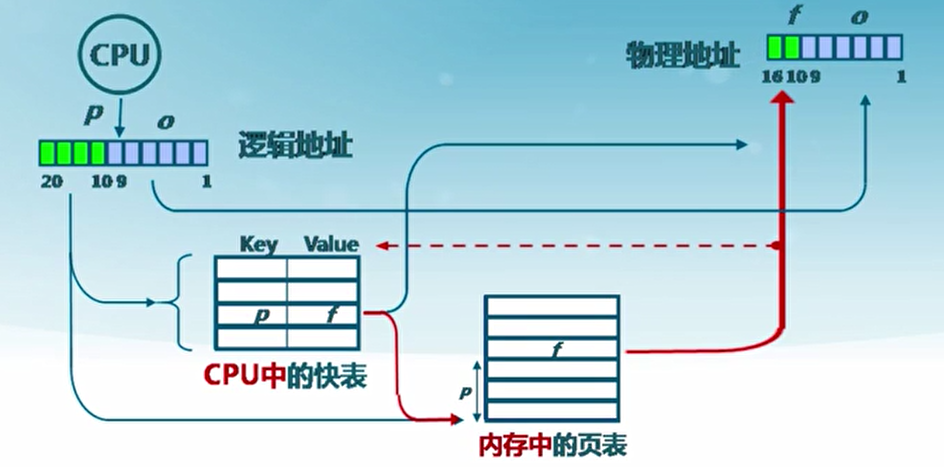 f o
CPU
物理地址
16 10 9 1
p o
逻辑地址
20 10 9 1
Key Value
p f
f
CPU中的快表
p
内存中的页表